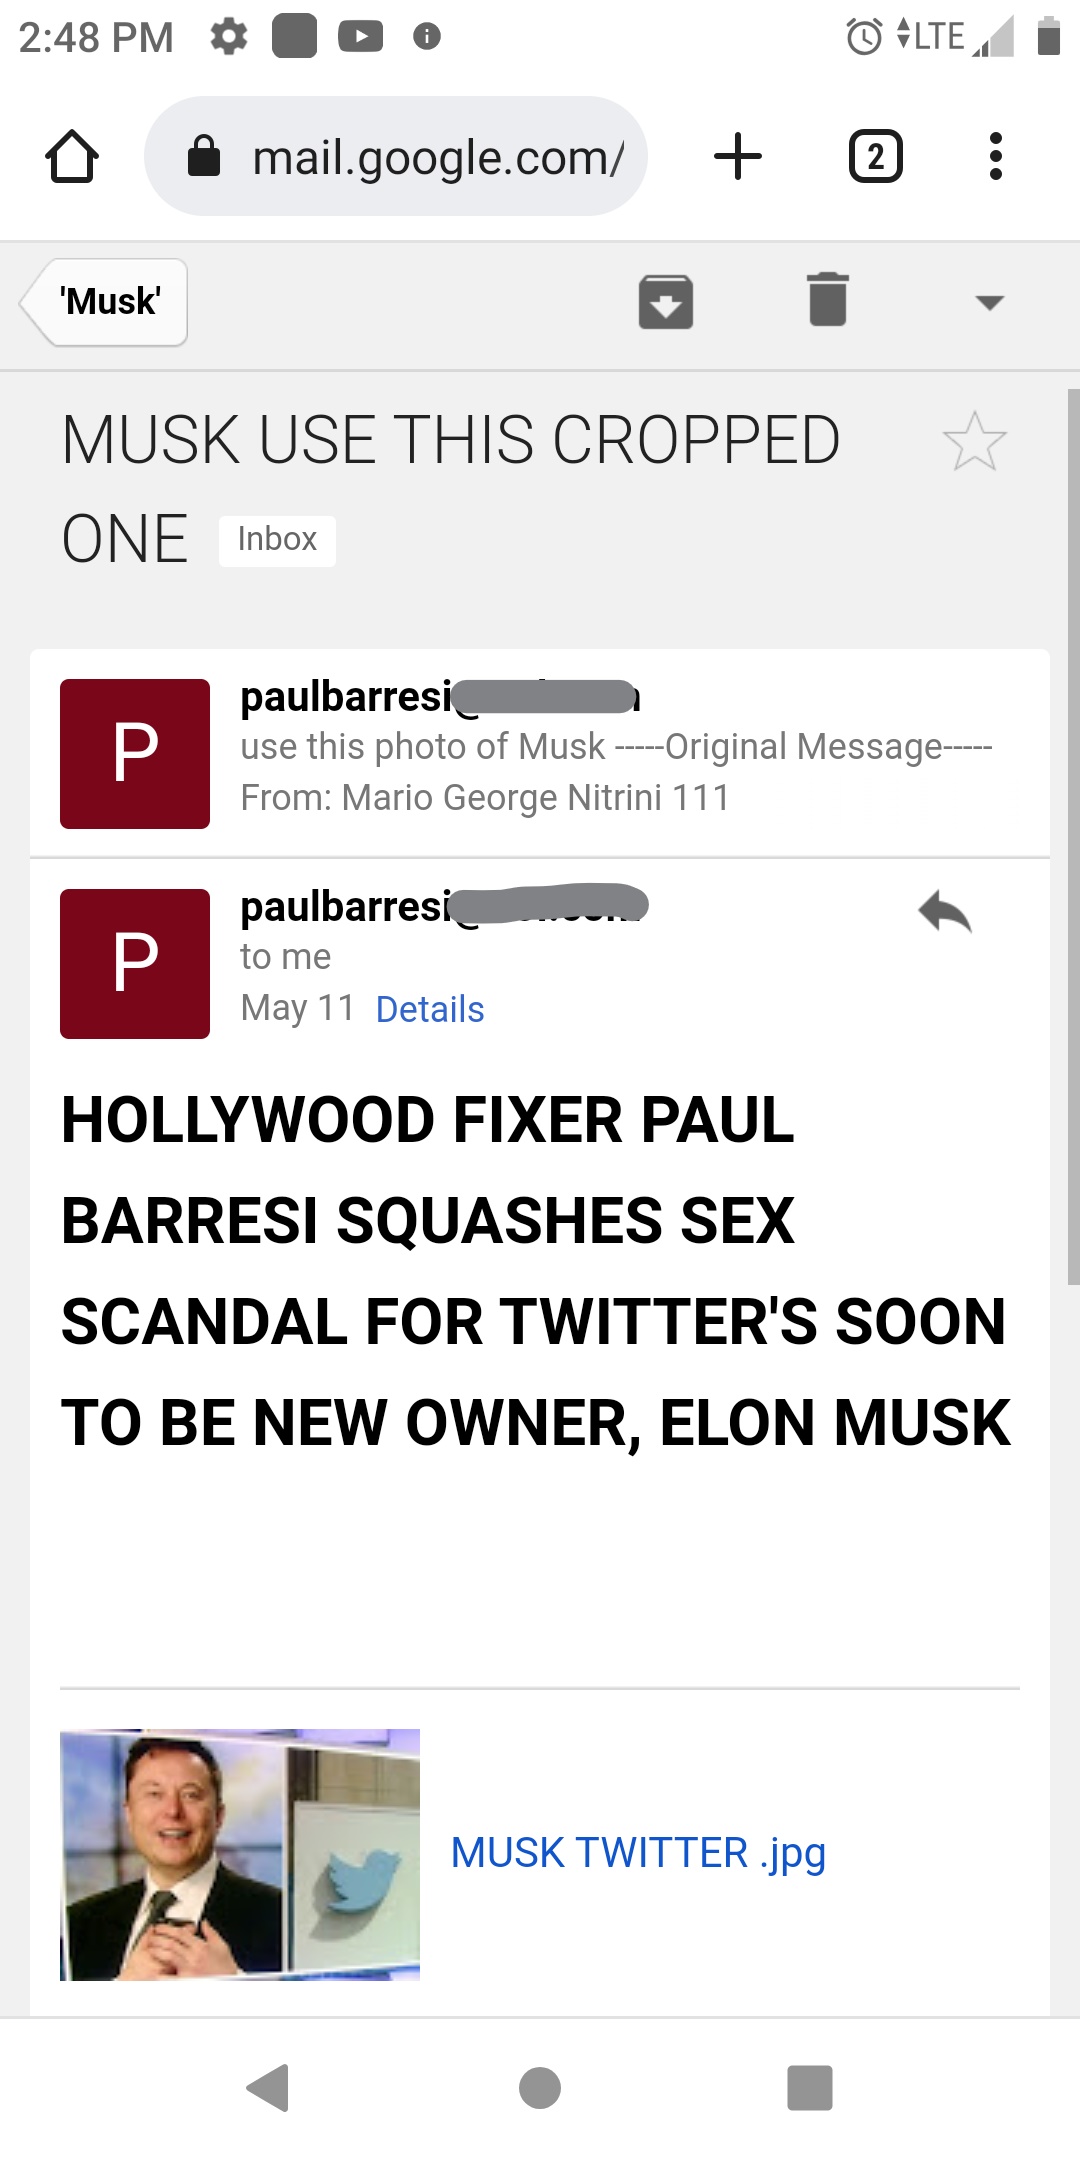 2:48 PM
LTE
mail.google.com/
2
'Musk'
MUSK USE THIS CROPPED
ONE Inbox
P
paulbarresi
use this photo of Musk -----Original Message-----
From: Mario George Nitrini 111
P
paulbarresi
to me
May 11 Details
HOLLYWOOD FIXER PAUL
BARRESI SQUASHES SEX
SCANDAL FOR TWITTER'S SOON
TO BE NEW OWNER, ELON MUSK
MUSK TWITTER .jpg